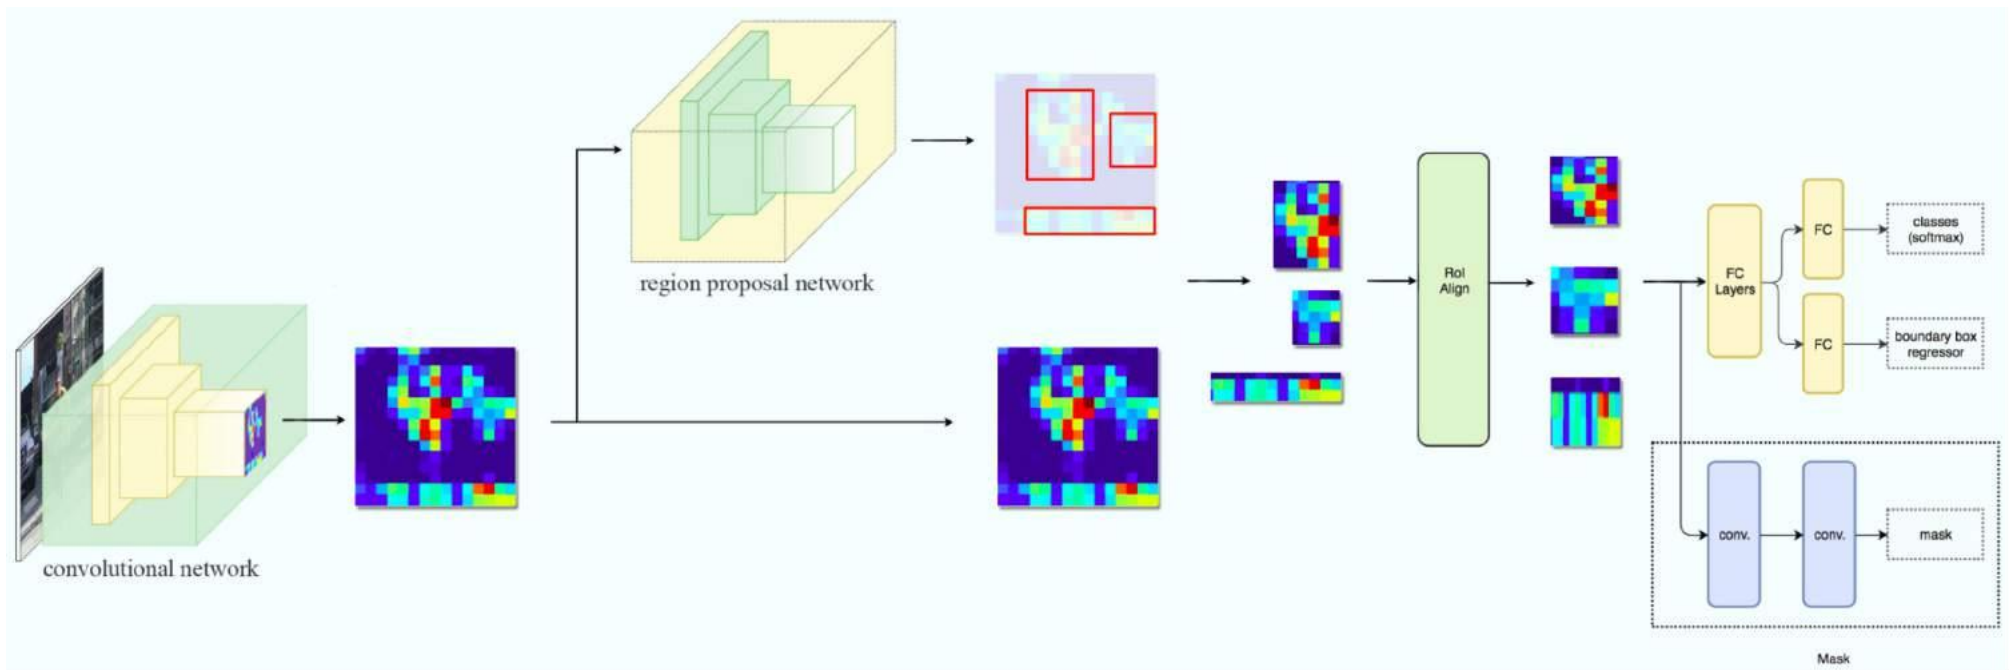 region proposal network
convolutional network
RoI
Align
FC
Layers
FC
classes
(softmax)
FC
boundary box
regressor
conv.
conv.
mask
Mask